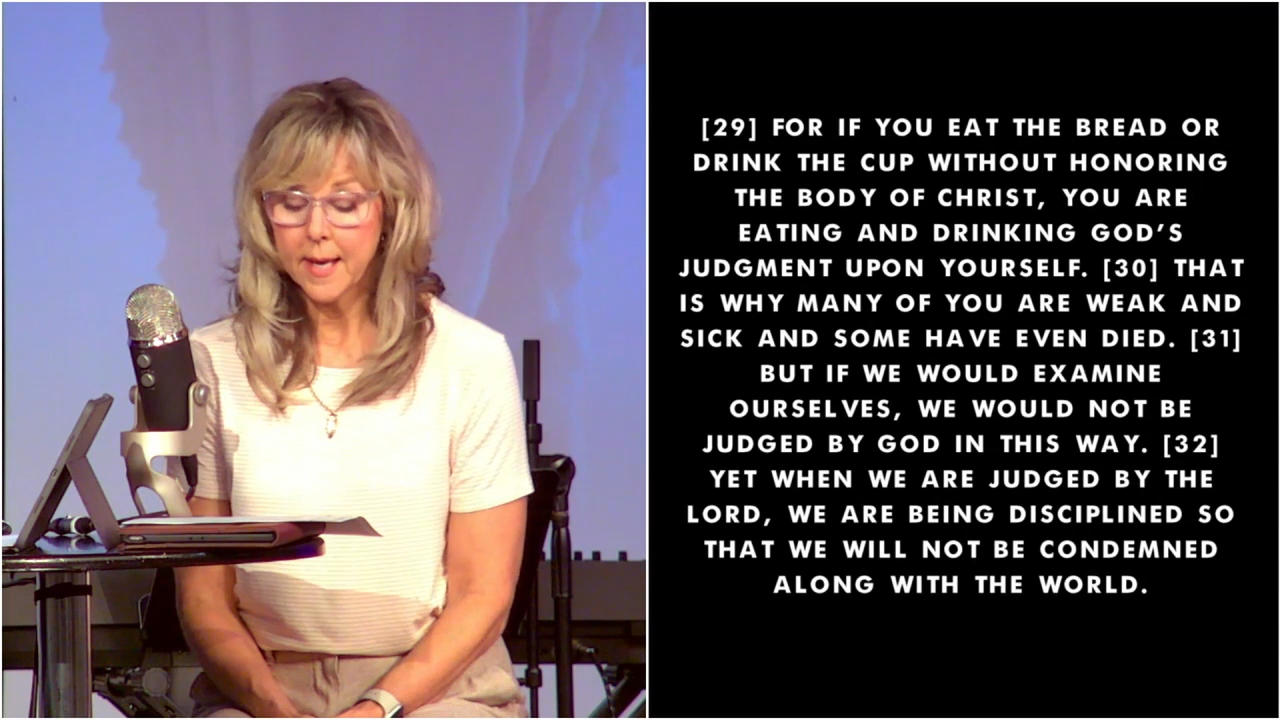 [29] FOR IF YOU EAT THE BREAD OR
DRINK THE CUP WITHOUT HONORING
THE BODY OF CHRIST, YOU ARE
EATING AND DRINKING GOD’S
JUDGMENT UPON YOURSELF. [30] THAT
IS WHY MANY OF YOU ARE WEAK AND
SICK AND SOME HAVE EVEN DIED. [31]
BUT IF WE WOULD EXAMINE
OURSELVES, WE WOULD NOT BE
JUDGED BY GOD IN THIS WAY. [32]
YET WHEN WE ARE JUDGED BY THE
LORD, WE ARE BEING DISCIPLINED SO
THAT WE WILL NOT BE CONDEMNED
ALONG WITH THE WORLD.